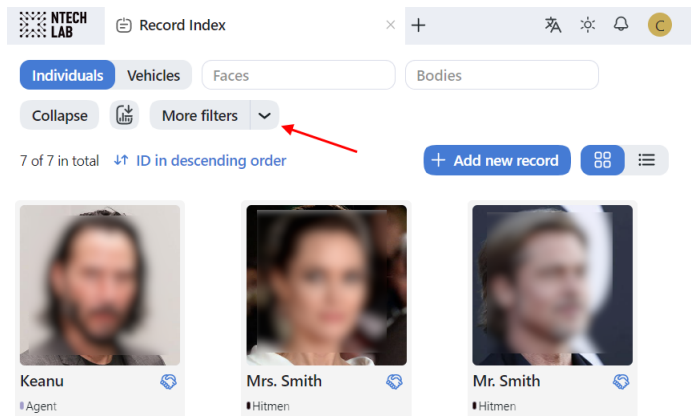 NTECH
LAB
Record Index
C
Individuals
Vehicles
Faces
Bodies
Collapse
More filters
7 of 7 in total
ID in descending order
Add new record
Keanu
Mrs. Smith
Mr. Smith
Agent
Hitmen
Hitmen